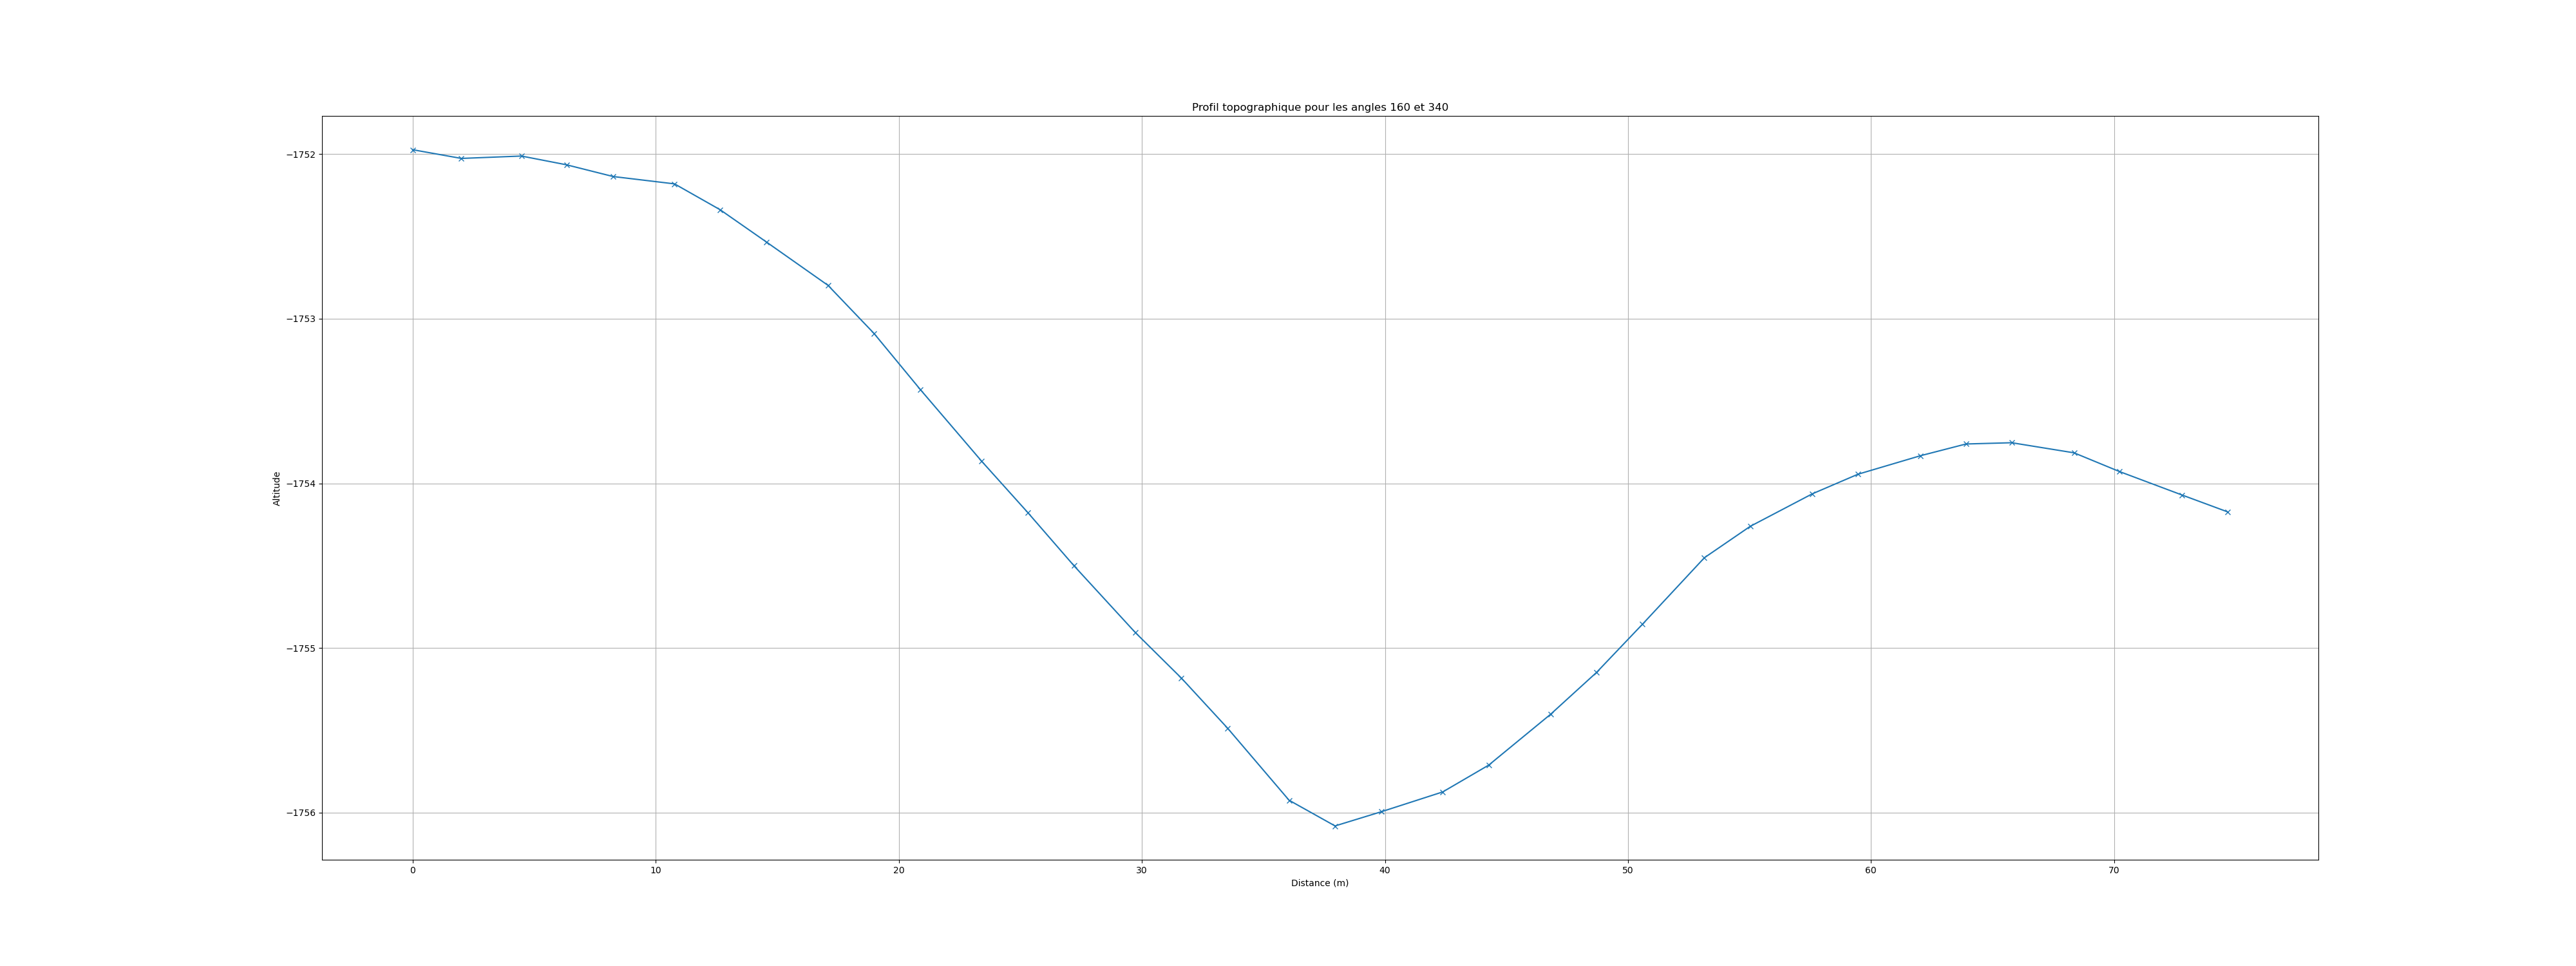 Profil topographique pour les angles 160 et 340
Altitude
−1752
−1753
−1754
−1755
−1756
0 10 20 30 40 50 60 70
Distance (m)